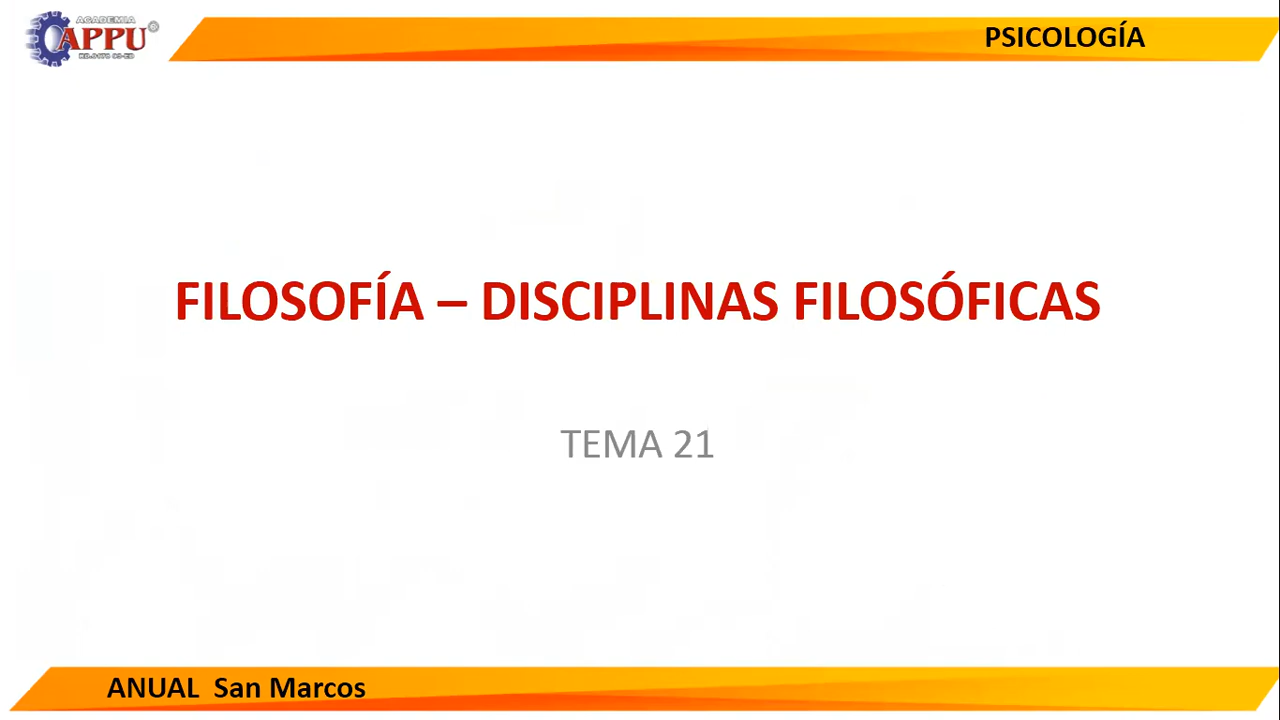 ACADEMIA
APPU
PSICOLOGÍA
FILOSOFÍA – DISCIPLINAS FILOSÓFICAS
TEMA 21
ANUAL San Marcos